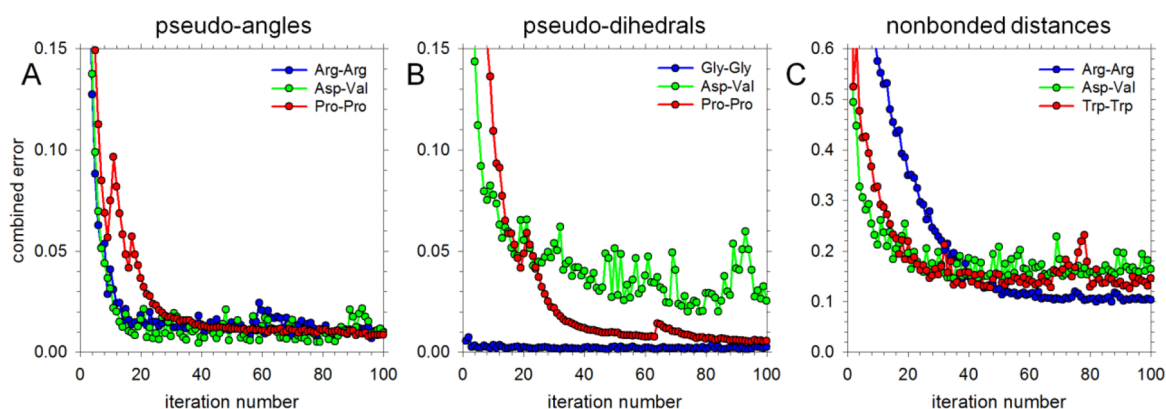 pseudo-angles
pseudo-dihedrals
nonbonded distances
A
Arg-Arg
Asp-Val
Pro-Pro
B
Gly-Gly
Asp-Val
Pro-Pro
C
Arg-Arg
Asp-Val
Trp-Trp
combined error
0.15
0.10
0.05
0.00
0.15
0.10
0.05
0.00
0.6
0.5
0.4
0.3
0.2
0.1
0.0
0 20 40 60 80 100
0 20 40 60 80 100
0 20 40 60 80 100
iteration number
iteration number
iteration number